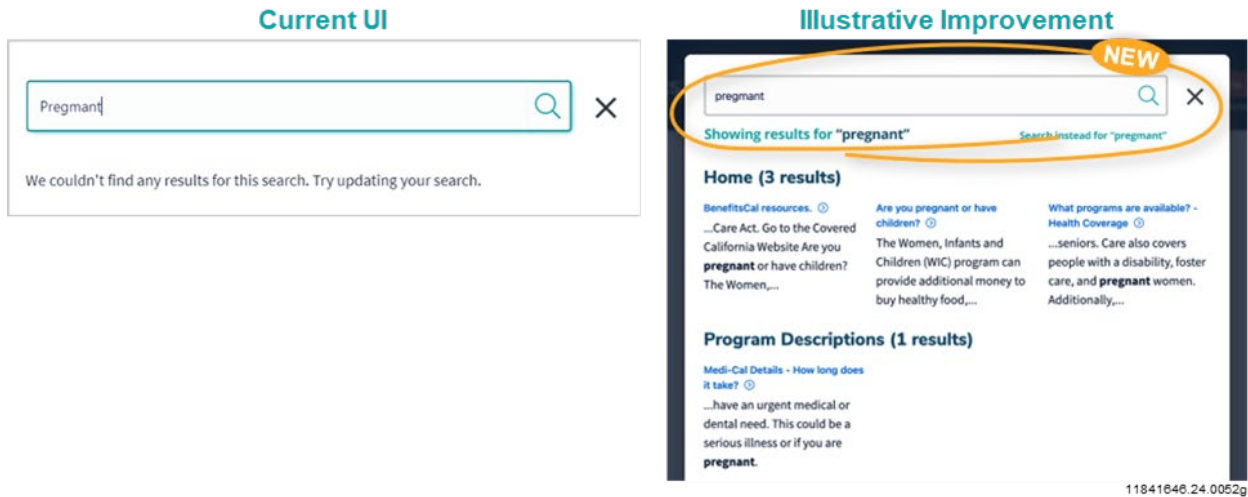 Current UI
Pregmant
We couldn't find any results for this search. Try updating your search.
Illustrative Improvement
NEW
pregmant
Showing results for "pregnant"
Search instead for "pregmant"
Home (3 results)
BenefitsCal resources.
...Care Act. Go to the Covered
California Website Are you
pregnant or have children?
The Women,...
Are you pregnant or have
children?
The Women, Infants and
Children (WIC) program can
provide additional money to
buy healthy food,...
What programs are available? -
Health Coverage
...seniors. Care also covers
people with a disability, foster
care, and pregnant women.
Additionally,...
Program Descriptions (1 results)
Medi-Cal Details - How long does
it take?
...have an urgent medical or
dental need. This could be a
serious illness or if you are
pregnant.
11841646.24.0052g